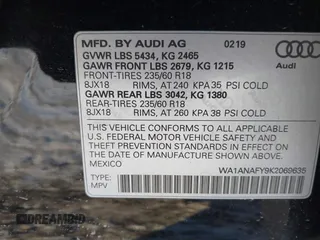 MFD. BY AUDI AG 0219
GVWR LBS 5434, KG 2465
GAWR FRONT LBS 2679, KG 1215
FRONT-TIRES 235/60 R18
8JX18 RIMS, AT 240 KPA 35 PSI COLD
GAWR REAR LBS 3042, KG 1380
REAR-TIRES 235/60 R18
8JX18 RIMS, AT 260 KPA 38 PSI COLD
Audi
THIS VEHICLE CONFORMS TO ALL APPLICABLE
U.S. FEDERAL MOTOR VEHICLE SAFETY STANDARDS
IN EFFECT ON THE DATE OF MANUFACTURE SHOWN ABOVE.
MEXICO
WA1ANAFY9K2069635
TYPE:
MPV
DREAMBID